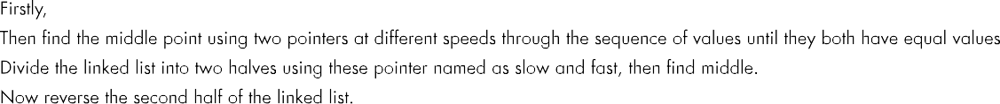 Firstly,
Then find the middle point using two pointers at different speeds through the sequence of values until they both have equal values
Divide the linked list into two halves using these pointer named as slow and fast, then find middle.
Now reverse the second half of the linked list.